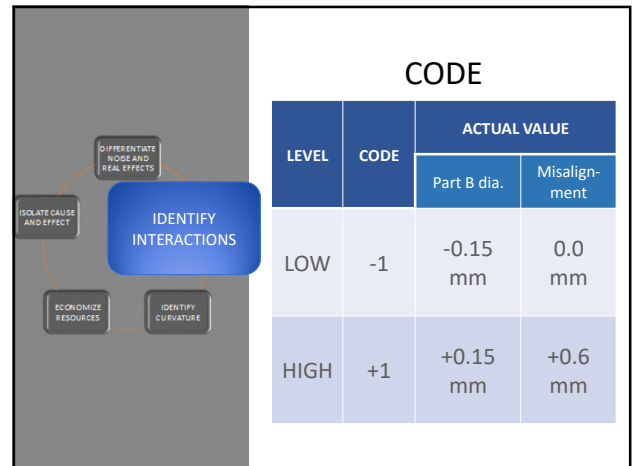 DIFFERENTIATE
NOISE AND
REAL EFFECTS
ISOLATE CAUSE
AND EFFECT
IDENTIFY
INTERACTIONS
ECONOMIZE
RESOURCES
IDENTIFY
CURVATURE
CODE
LEVEL CODE ACTUAL VALUE
Part B dia. Misalign-
ment
LOW -1 -0.15 0.0
mm mm
HIGH +1 +0.15 +0.6
mm mm